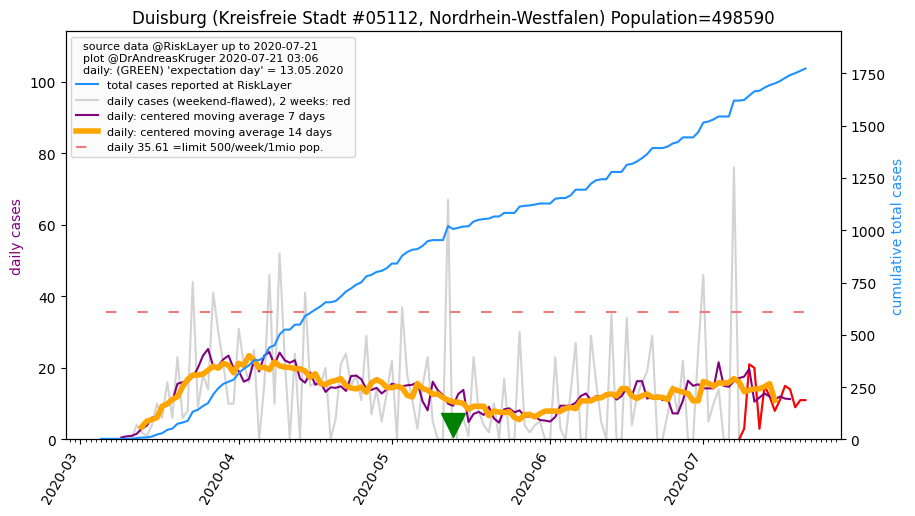 Duisburg (Kreisfreie Stadt #05112, Nordrhein-Westfalen) Population=498590
source data @RiskLayer up to 2020-07-21
plot @DrAndreasKruger 2020-07-21 03:06
daily: (GREEN) 'expectation day' = 13.05.2020
total cases reported at RiskLayer
daily cases (weekend-flawed), 2 weeks: red
daily: centered moving average 7 days
daily: centered moving average 14 days
daily 35.61 =limit 500/week/1mio pop.
daily cases
100
80
60
40
20
0
cumulative total cases
1750
1500
1250
1000
750
500
250
0
2020-03
2020-04
2020-05
2020-06
2020-07